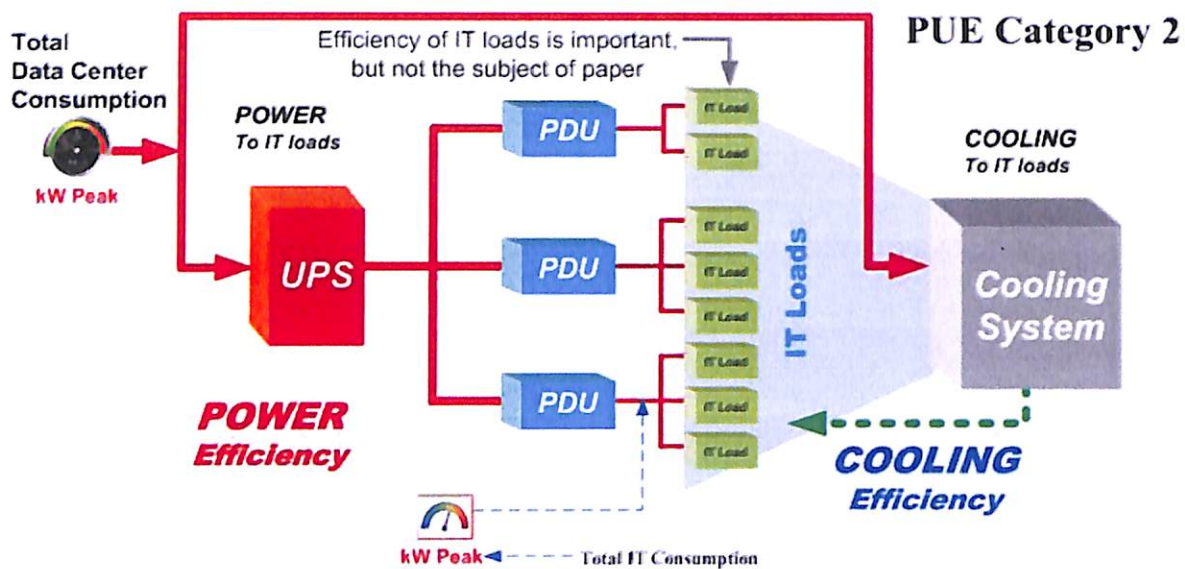 PUE Category 2
Total
Data Center
Consumption
kW Peak
Efficiency of IT loads is important,
but not the subject of paper
POWER
To IT loads
UPS
PDU
PDU
PDU
IT Load
IT Load
IT Load
IT Load
IT Load
IT Load
IT Load
IT Load
IT Loads
COOLING
To IT loads
Cooling
System
POWER
Efficiency
COOLING
Efficiency
kW Peak
Total IT Consumption